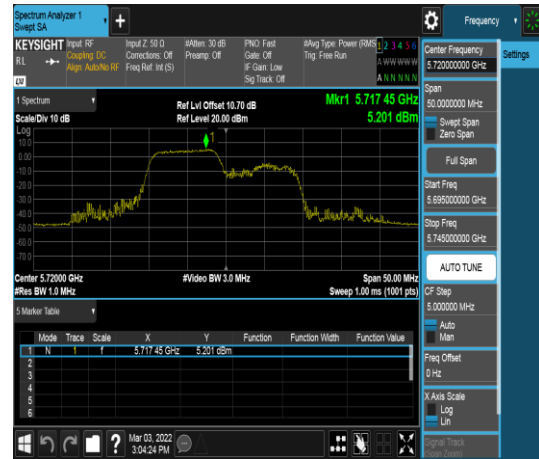 Spectrum Analyzer 1
Swept SA
+
Frequency
KEYSIGHT
RL
LXI
Input: RF
Coupling: DC
Align: Auto/No RF
Input Z: 50 Ω
Corrections: Off
Freq Ref: Int (S)
#Atten: 30 dB
Preamp: Off
PNO: Fast
Gate: Off
IF Gain: Low
Sig Track: Off
#Avg Type: Power (RMS
Trig: Free Run
1 2 3 4 5 6
A WW WW W
A N N N N N
1 Spectrum
Scale/Div 10 dB
Ref Lvl Offset 10.70 dB
Ref Level 20.00 dBm
Mkr1 5.717 45 GHz
5.201 dBm
Log
10.0
0.00
-10.0
-20.0
-30.0
-40.0
-50.0
-60.0
-70.0
1
Center 5.72000 GHz
#Res BW 1.0 MHz
#Video BW 3.0 MHz
Span 50.00 MHz
Sweep 1.00 ms (1001 pts)
5 Marker Table
Mode Trace Scale X Y Function Function Width Function Value
1 N 1 f 5.717 45 GHz 5.201 dBm
2
3
4
5
6
Mar 03, 2022
3:04:24 PM
Center Frequency
5.720000000 GHz
Span
50.0000000 MHz
Swept Span
Zero Span
Full Span
Start Freq
5.695000000 GHz
Stop Freq
5.745000000 GHz
AUTO TUNE
CF Step
5.000000 MHz
Auto
Man
Freq Offset
0 Hz
X Axis Scale
Log
Lin
Signal Track
(Span Zoom)
Settings